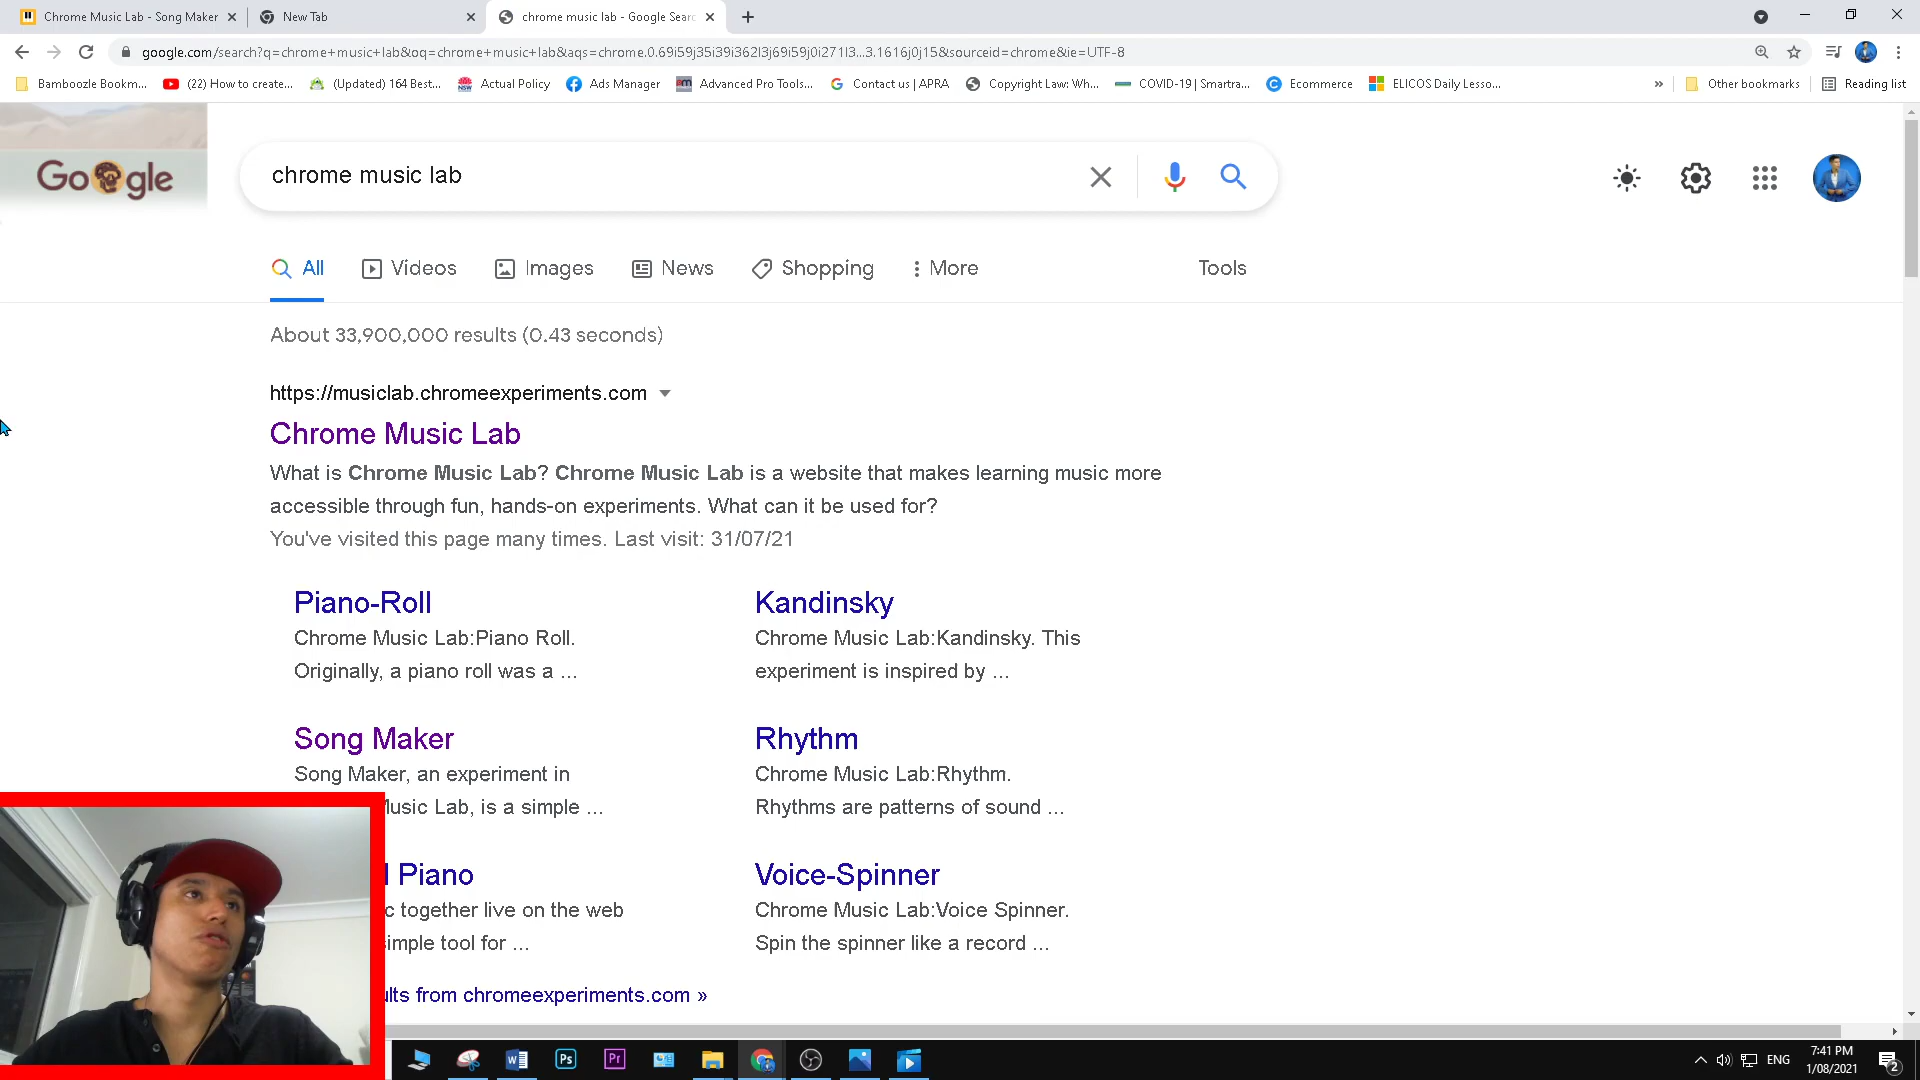 Chrome Music Lab - Song Maker
New Tab
chrome music lab - Google Sear
google.com/search?q=chrome+music+lab&oq=chrome+music+lab&aqs=chrome.0.69i59j35i39i362l3j69i59j0i271l3...3.1616j0j15&sourceid=chrome&ie=UTF-8
Bamboozle Bookm...
(22) How to create...
(Updated) 164 Best...
Actual Policy
Ads Manager
Advanced Pro Tools...
Contact us | APRA
Copyright Law: Wh...
COVID-19 | Smartra...
Ecommerce
ELICOS Daily Lesso...
»
Other bookmarks
Reading list
Google
chrome music lab
All
Videos
Images
News
Shopping
More
Tools
About 33,900,000 results (0.43 seconds)
https://musiclab.chromeexperiments.com
Chrome Music Lab
What is Chrome Music Lab? Chrome Music Lab is a website that makes learning music more
accessible through fun, hands-on experiments. What can it be used for?
You've visited this page many times. Last visit: 31/07/21
Piano-Roll
Chrome Music Lab:Piano Roll.
Originally, a piano roll was a ...
Kandinsky
Chrome Music Lab:Kandinsky. This
experiment is inspired by ...
Song Maker
Song Maker, an experiment in
Music Lab, is a simple ...
Rhythm
Chrome Music Lab:Rhythm.
Rhythms are patterns of sound ...
Piano
together live on the web
simple tool for ...
Voice-Spinner
Chrome Music Lab:Voice Spinner.
Spin the spinner like a record ...
from chromeexperiments.com »
Ps
Pr
ENG
7:41 PM
1/08/2021
2